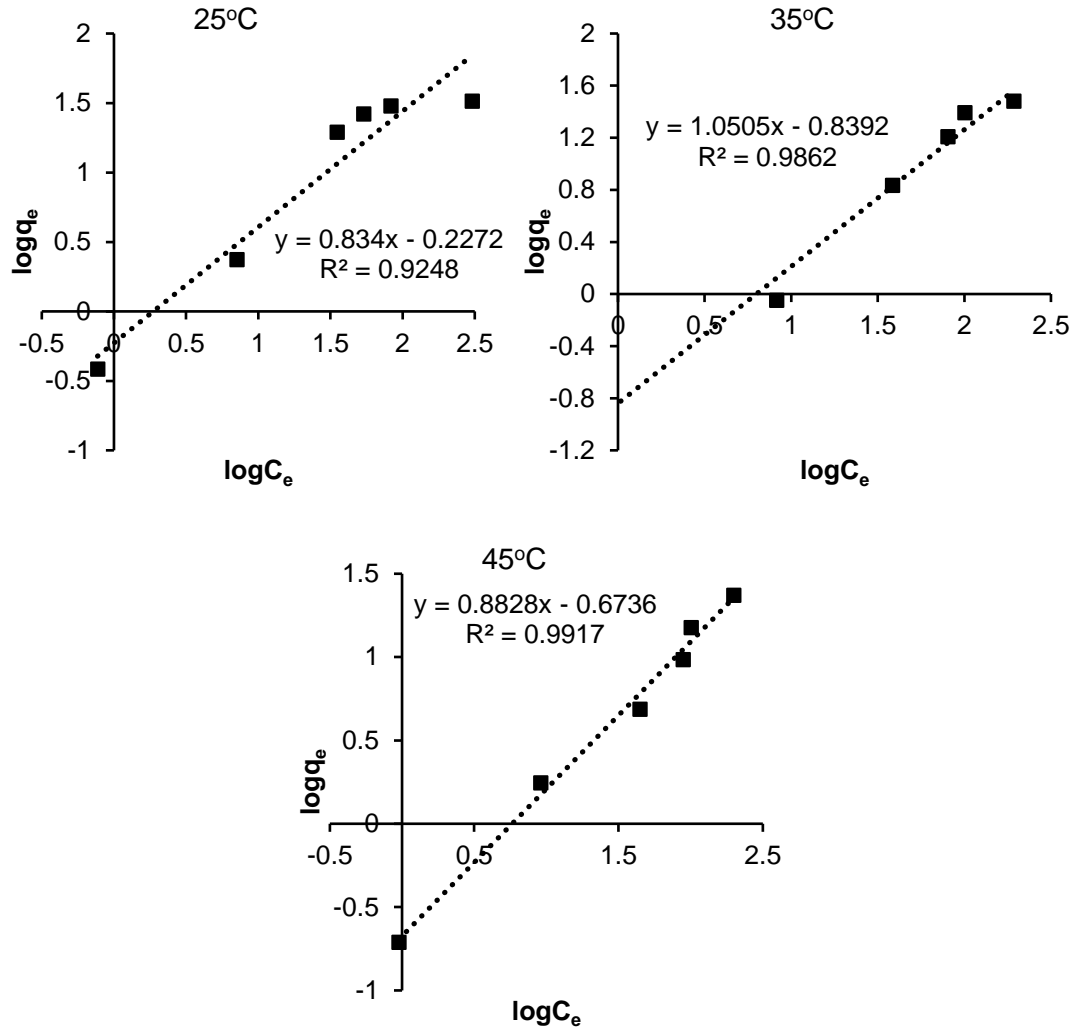 25°C
2
1.5
1
0.5
0
-0.5
-1
-0.5
0
0.5
1
1.5
2
2.5
logqₑ
logCₑ
y = 0.834x - 0.2272
R² = 0.9248
35°C
2
1.6
1.2
0.8
0.4
0
-0.4
-0.8
-1.2
0
0.5
1
1.5
2
2.5
logqₑ
logCₑ
y = 1.0505x - 0.8392
R² = 0.9862
45°C
1.5
1
0.5
0
-0.5
-1
-0.5
0.5
1.5
2.5
logqₑ
logCₑ
y = 0.8828x - 0.6736
R² = 0.9917